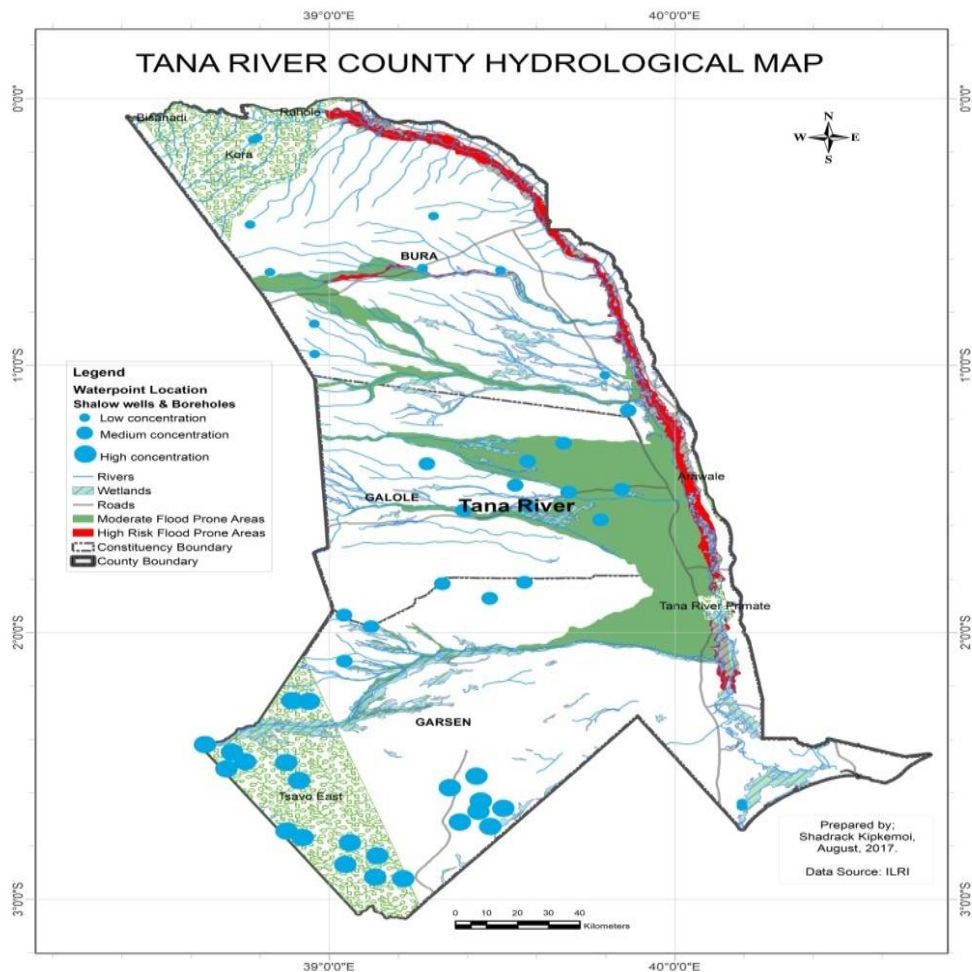 39°0'0"E 40°0'0"E
TANA RIVER COUNTY HYDROLOGICAL MAP
0°0'0" 0°0'0"
N
W E
S
Bisanadi
Rahole
Kora
BURA
1°0'0"S 1°0'0"S
Legend
Waterpoint Location
Shalow wells & Boreholes
Low concentration
Medium concentration
High concentration
Rivers
Wetlands
Roads
Moderate Flood Prone Areas
High Risk Flood Prone Areas
Constituency Boundary
County Boundary
Arawale
GALOLE
Tana River
Tana River Primate
2°0'0"S 2°0'0"S
GARSEN
Tsavo East
Prepared by;
Shadrack Kipkemoi,
August, 2017.
Data Source: ILRI
3°0'0"S 3°0'0"S
0 10 20 30 40
Kilometers
39°0'0"E 40°0'0"E